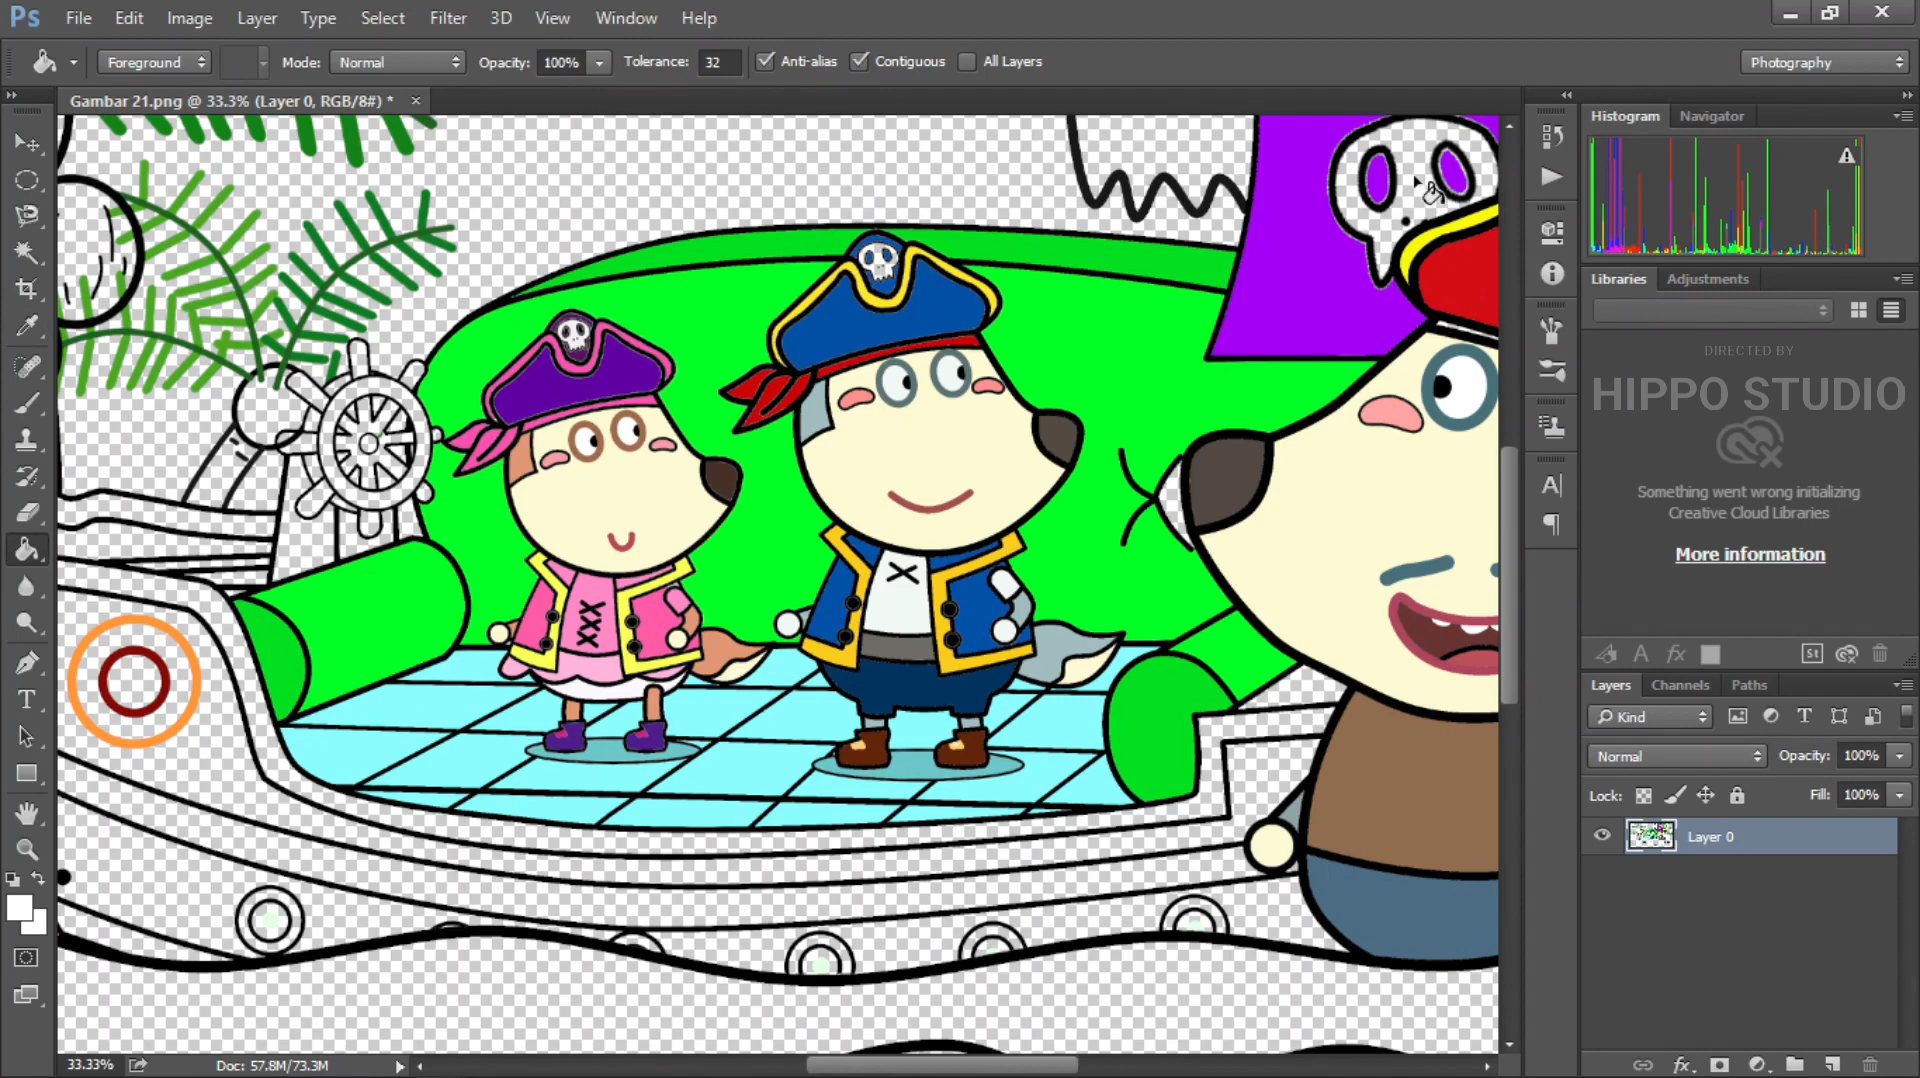 Ps File Edit Image Layer Type Select Filter 3D View Window Help
Foreground Mode: Normal Opacity: 100% Tolerance: 32 Anti-alias Contiguous All Layers Photography
Gambar 21.png @ 33.3% (Layer 0, RGB/8#) *
Histogram Navigator
Libraries Adjustments
DIRECTED BY
HIPPO STUDIO
Something went wrong initializing
Creative Cloud Libraries
More information
St
Layers Channels Paths
Kind
Normal Opacity: 100%
Lock: Fill: 100%
Layer 0
33.33% Doc: 57.8M/73.3M